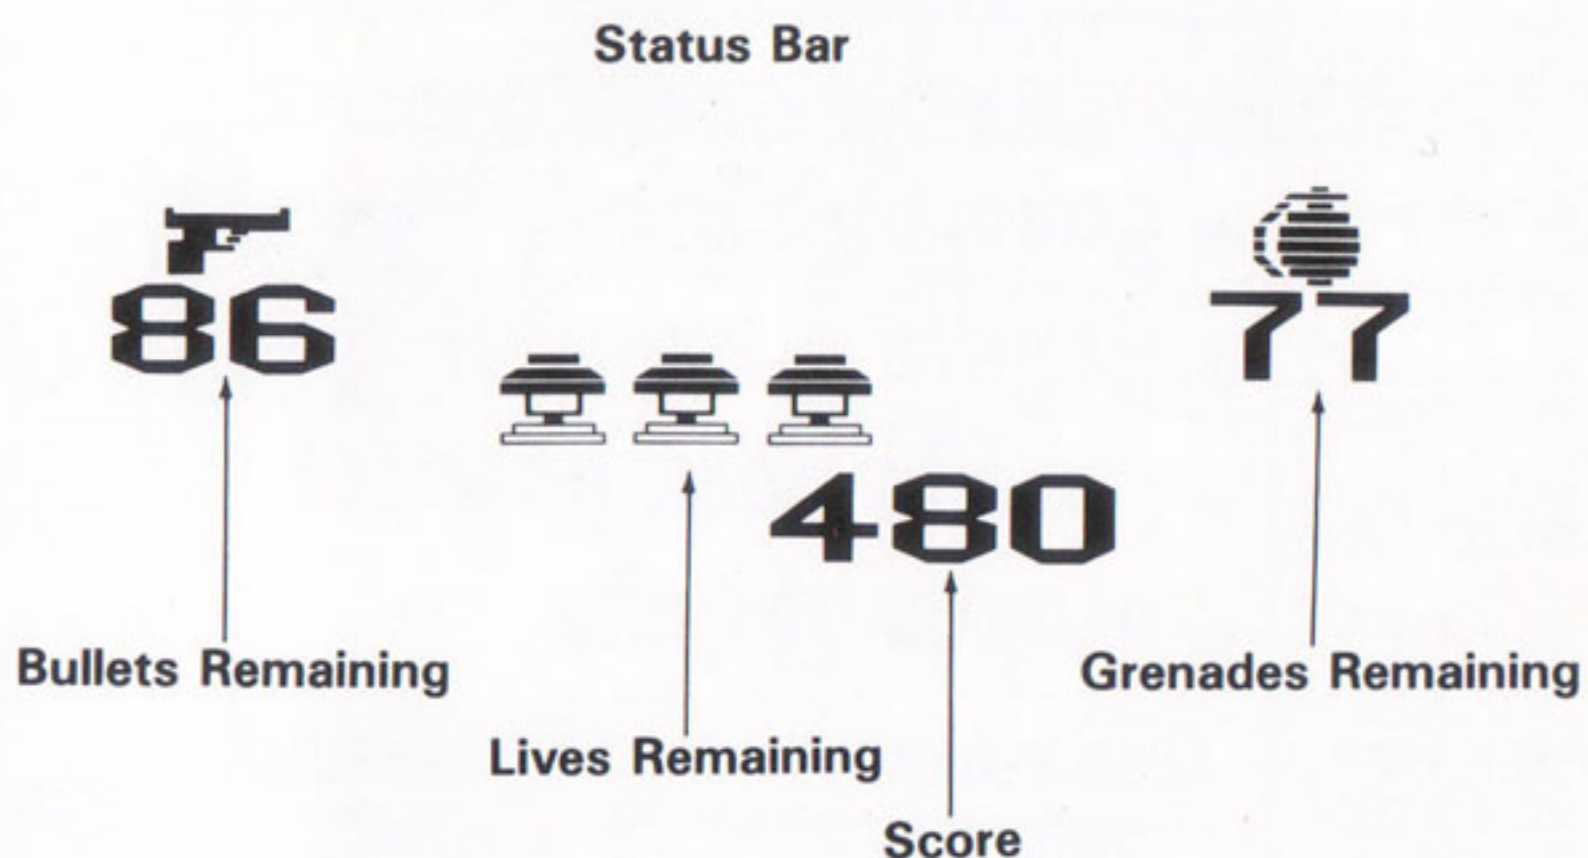 Status Bar
86
77
480
Bullets Remaining
Grenades Remaining
Lives Remaining
Score